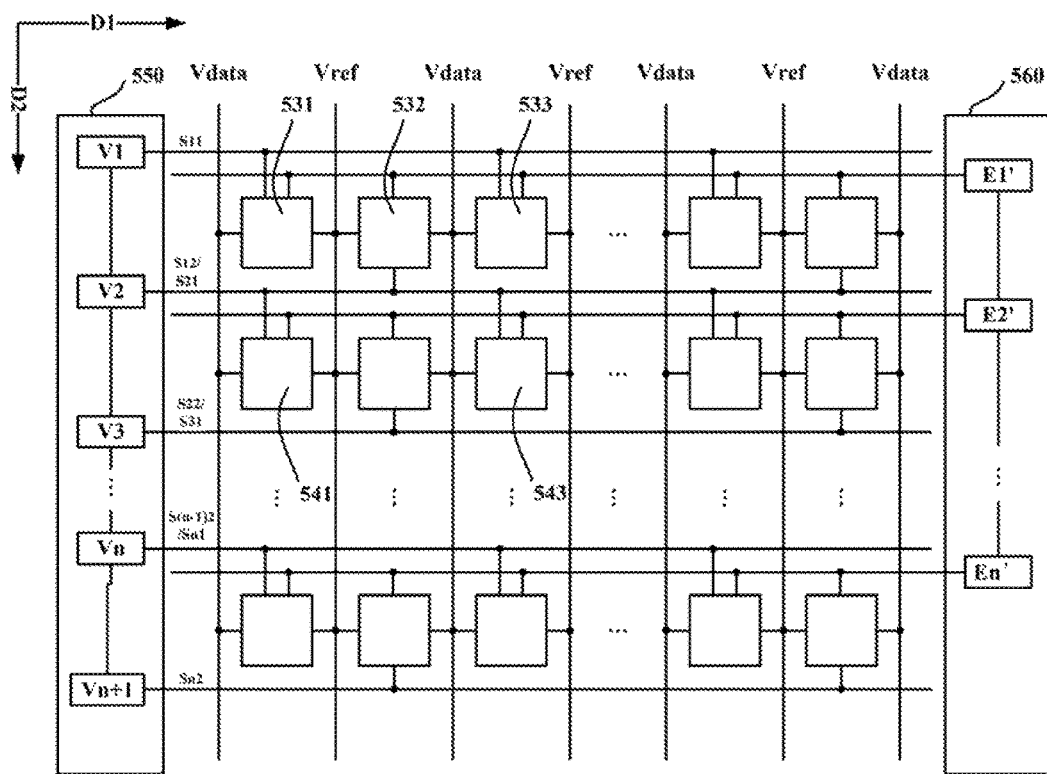 D1
D2
550
Vdata Vref Vdata Vref Vdata Vref Vdata
560
531 532 533
V1 S11
E1'
...
S12/
S21
V2
E2'
...
S22/
S31
V3
541 543
⋮ ⋮ ⋮ ⋮ ⋮ ⋮ ⋮ ⋮
S(n-1)2
/Sn1
Vn
En'
...
Vn+1 Sn2